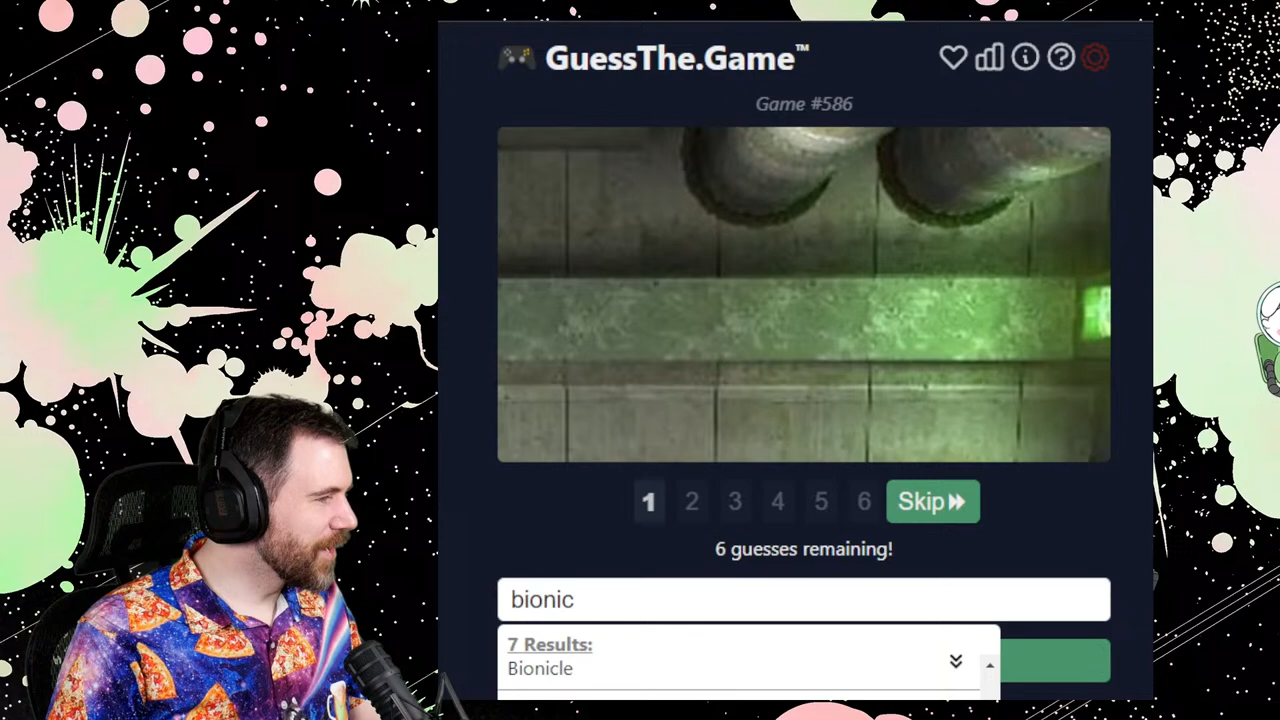 GuessThe.Game™
Game #586
1 2 3 4 5 6 Skip
6 guesses remaining!
bionic
7 Results:
Bionicle